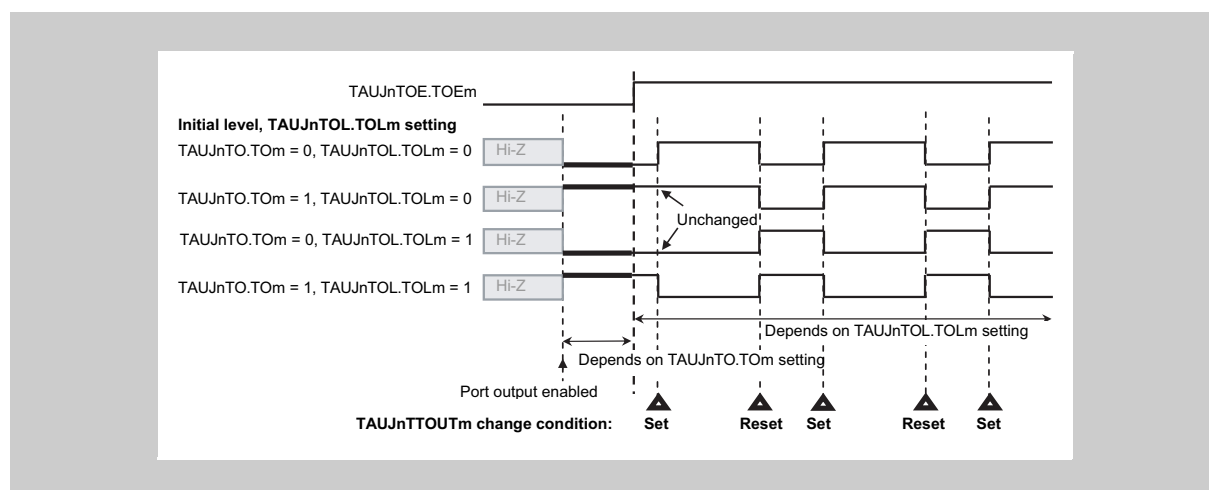 TAUJnTOE.TOEm
Initial level, TAUJnTOL.TOLm setting
TAUJnTO.TOm = 0, TAUJnTOL.TOLm = 0 Hi-Z
TAUJnTO.TOm = 1, TAUJnTOL.TOLm = 0 Hi-Z
Unchanged
TAUJnTO.TOm = 0, TAUJnTOL.TOLm = 1 Hi-Z
TAUJnTO.TOm = 1, TAUJnTOL.TOLm = 1 Hi-Z
Depends on TAUJnTOL.TOLm setting
Depends on TAUJnTO.TOm setting
Port output enabled
TAUJnTTOUTm change condition: Set Reset Set Reset Set